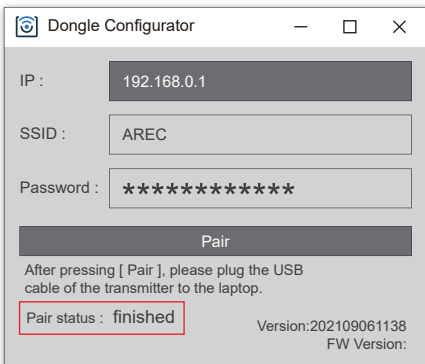 Dongle Configurator
IP : 192.168.0.1
SSID : AREC
Password : ************
Pair
After pressing [ Pair ], please plug the USB
cable of the transmitter to the laptop.
Pair status : finished
Version:202109061138
FW Version: